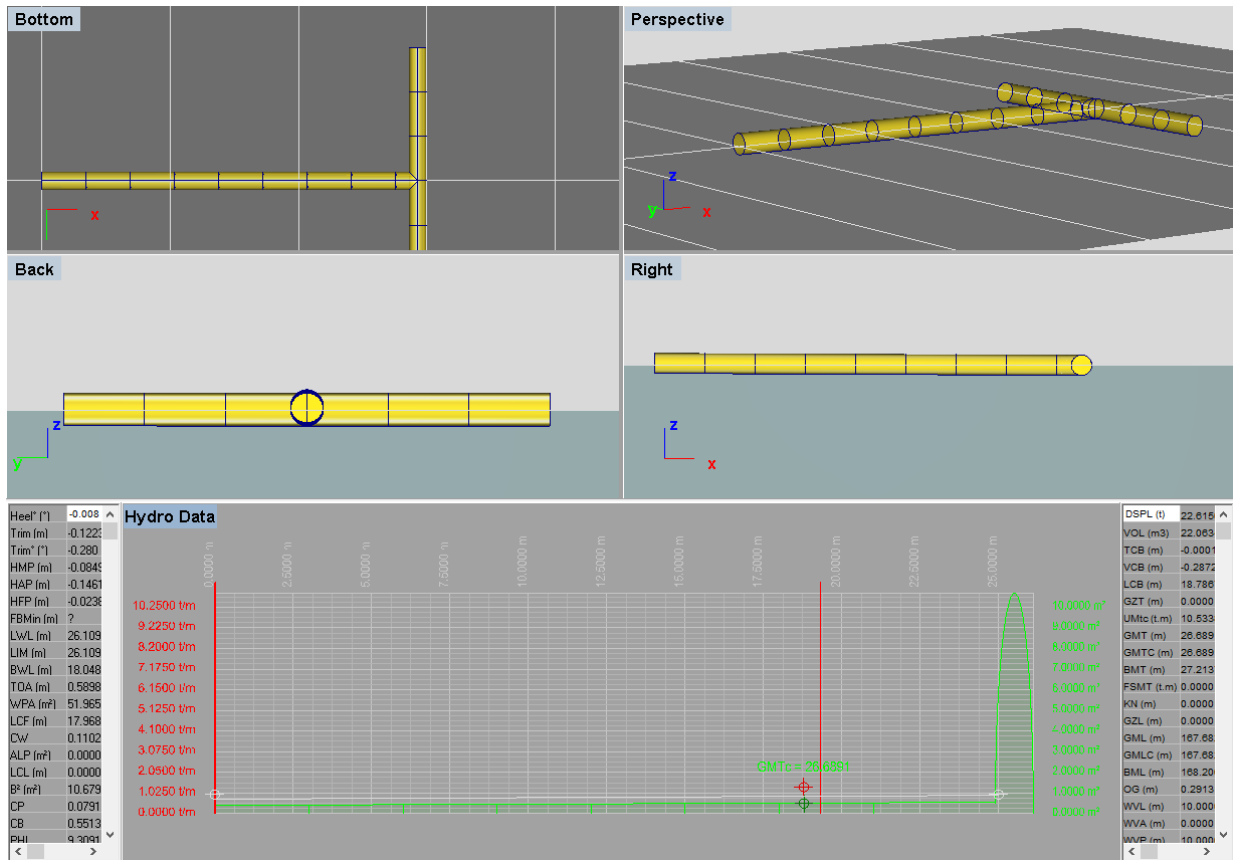 Bottom
x
Perspective
z
y
x
Back
z
y
Right
z
x
Heel° (°) -0.008
Trim (m) -0.1223
Trim° (°) -0.280
HMP (m) -0.0849
HAP (m) -0.1461
HFP (m) -0.0238
FBMin (m) ?
LWL (m) 26.109
LIM (m) 26.109
BWL (m) 18.048
TOA (m) 0.5898
WPA (m²) 51.965
LCF (m) 17.968
CW 0.1102
ALP (m²) 0.0000
LCL (m) 0.0000
B² (m²) 10.679
CP 0.0791
CB 0.5513
PHI 9.3091
Hydro Data
0.0000 m
2.5000 m
5.0000 m
7.5000 m
10.0000 m
12.5000 m
15.0000 m
17.5000 m
20.0000 m
22.5000 m
25.0000 m
10.2500 t/m
9.2250 t/m
8.2000 t/m
7.1750 t/m
6.1500 t/m
5.1250 t/m
4.1000 t/m
3.0750 t/m
2.0500 t/m
1.0250 t/m
0.0000 t/m
10.0000 m²
9.0000 m²
8.0000 m²
7.0000 m²
6.0000 m²
5.0000 m²
4.0000 m²
3.0000 m²
2.0000 m²
1.0000 m²
0.0000 m²
DSPL (t) 22.615
VOL (m3) 22.063
TCB (m) -0.0001
VCB (m) -0.2872
LCB (m) 18.786
GZT (m) 0.0000
UMtc (t.m) 10.533
GMT (m) 26.689
GMTC (m) 26.689
BMT (m) 27.213
FSMT (t.m) 0.0000
KN (m) 0.0000
GZL (m) 0.0000
GML (m) 167.68
GMLC (m) 167.68
BML (m) 168.20
OG (m) 0.2913
WVL (m) 10.000
WVA (m) 0.0000
WVP (m) 10.000